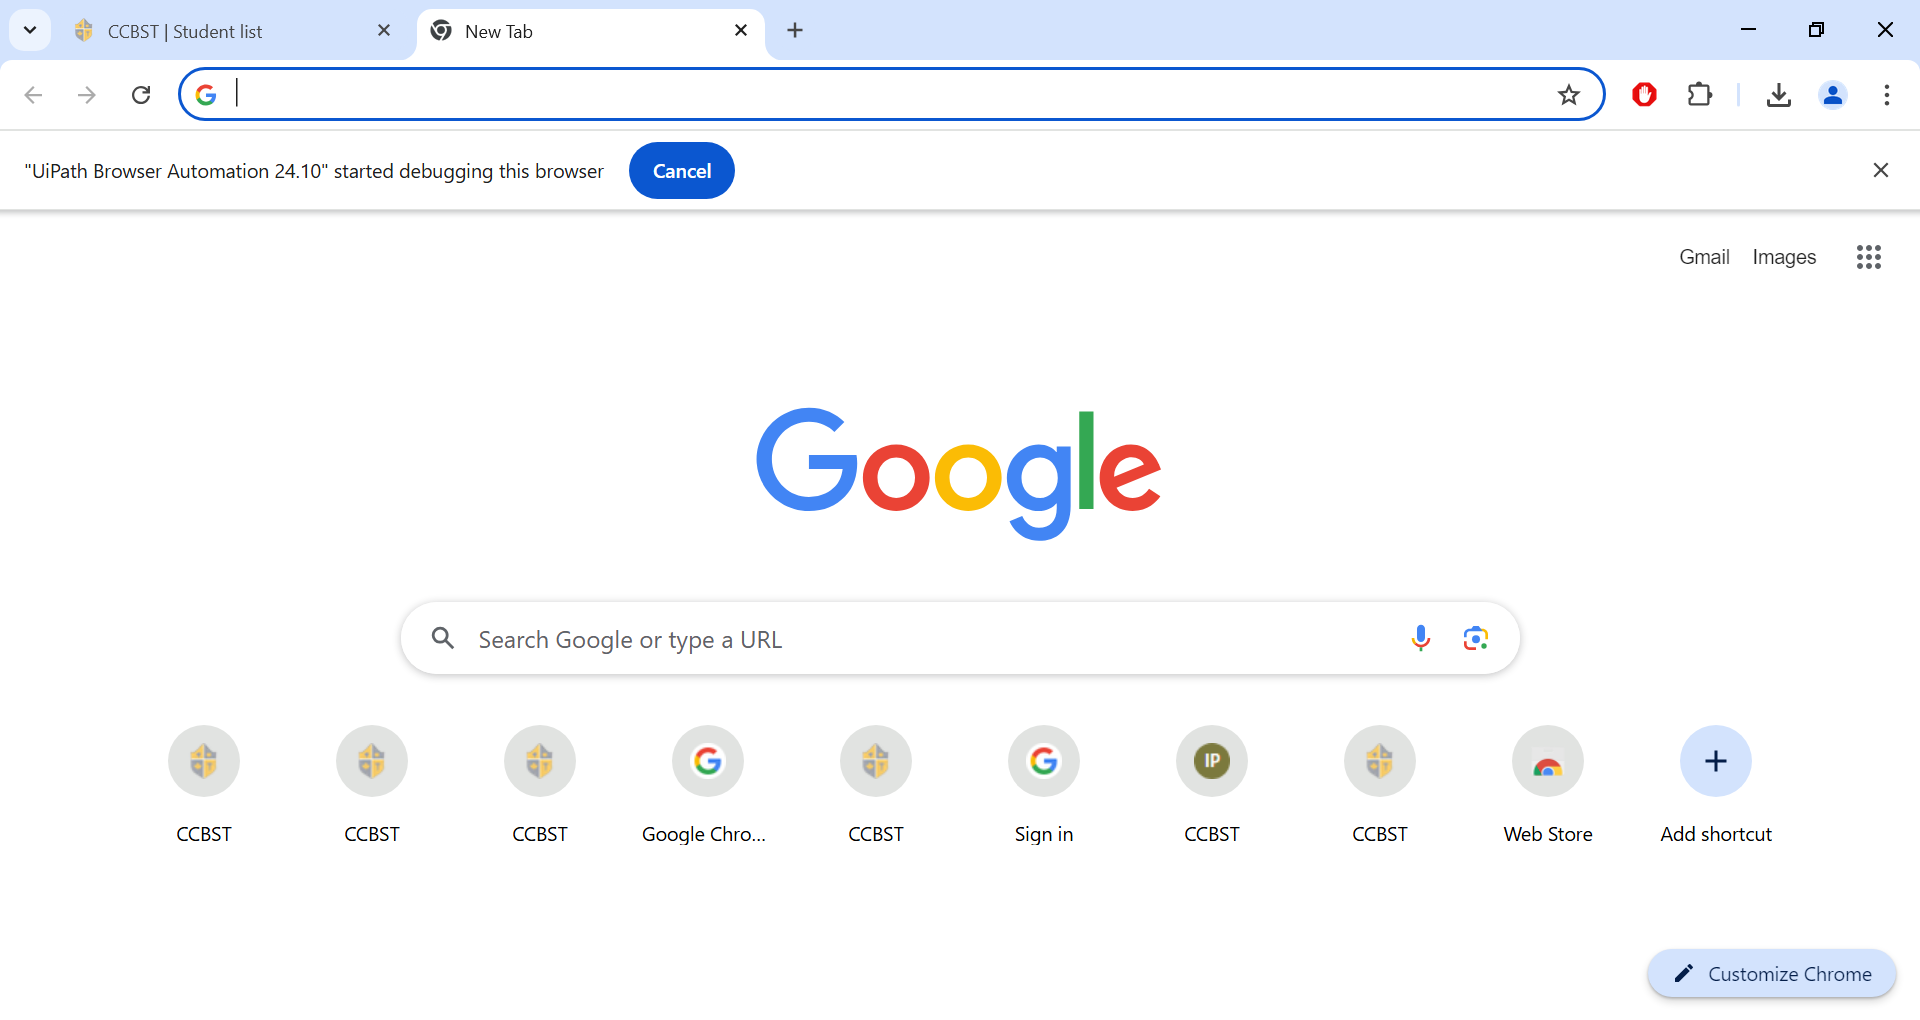 CCBST | Student list
New Tab
"UiPath Browser Automation 24.10" started debugging this browser
Cancel
Gmail Images
Google
Search Google or type a URL
IP
CCBST CCBST CCBST Google Chro... CCBST Sign in CCBST CCBST Web Store Add shortcut
Customize Chrome